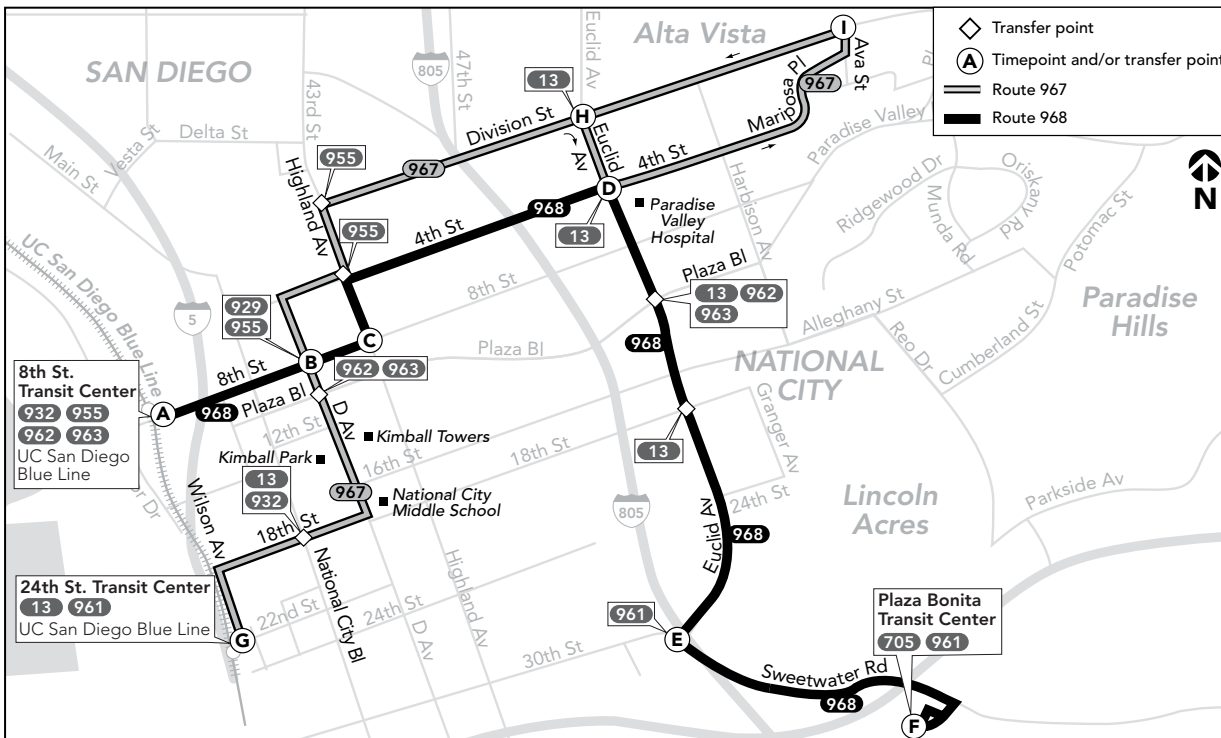 Transfer point
A
Timepoint and/or transfer point
Route 967
Route 968
N
SAN DIEGO
Alta Vista
NATIONAL
CITY
Paradise
Hills
Lincoln
Acres
805
47th St
Euclid Av
I
Ava St
Mariposa Pl
967
13
H
Division St
Euclid
Av
43rd St
Delta St
Vesta St
Main St
Highland Av
955
967
4th St
D
13
968
Paradise
Valley
Hospital
Harbison Av
Paradise Valley
Ridgewood Dr
Munda Rd
Oriskany
Rd
Potomac St
955
4th St
UC San Diego Blue Line
UC San Diego Blue Line
5
929
955
8th St
Plaza Bl
13
962
963
Alleghany St
Reo Dr
Cumberland St
C
B
8th St
Plaza Bl
968
962
963
8th St.
Transit Center
932
955
962
963
UC San Diego
Blue Line
A
968
Plaza Bl
D Av
12th St
Kimball Towers
Kimball Park
16th St
18th St
Granger Av
13
13
932
967
National City
Middle School
24th St
Parkside Av
Wilson Av
18th St
Euclid Av
968
805
24th St. Transit Center
13
961
UC San Diego Blue Line
G
22nd St
24th St
National City Bl
D Av
Highland Av
30th St
961
E
Sweetwater Rd
968
Plaza Bonita
Transit Center
705
961
F